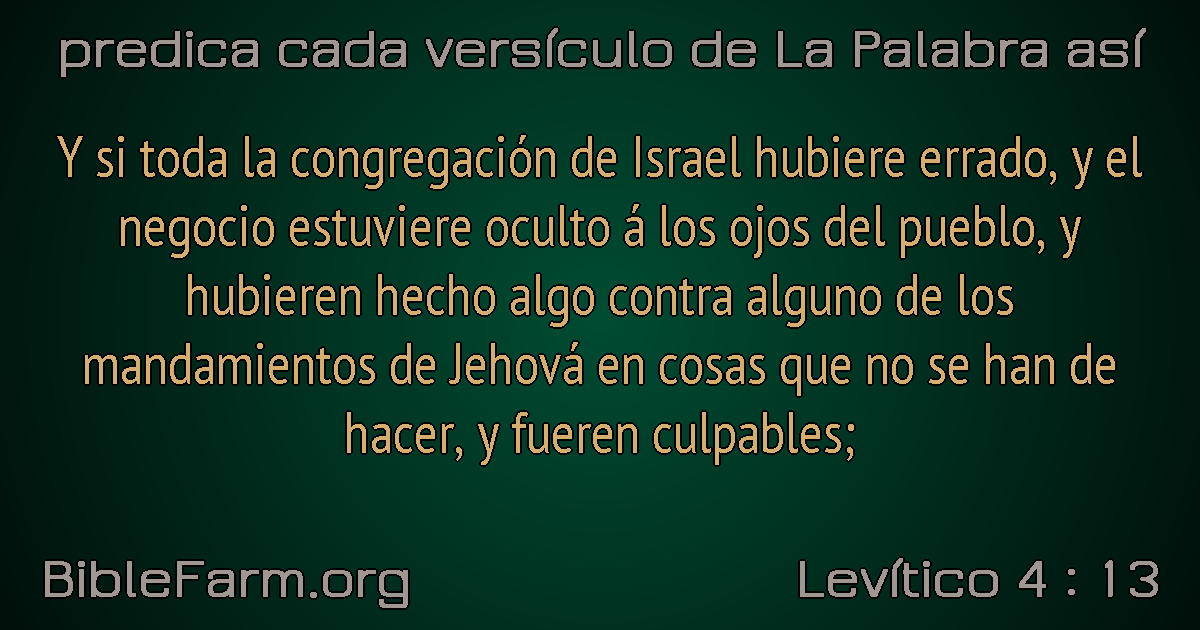 predica cada versículo de La Palabra así
Y si toda la congregación de Israel hubiere errado, y el
negocio estuviere oculto á los ojos del pueblo, y
hubieren hecho algo contra alguno de los
mandamientos de Jehová en cosas que no se han de
hacer, y fueren culpables;
BibleFarm.org
Levítico 4 : 13